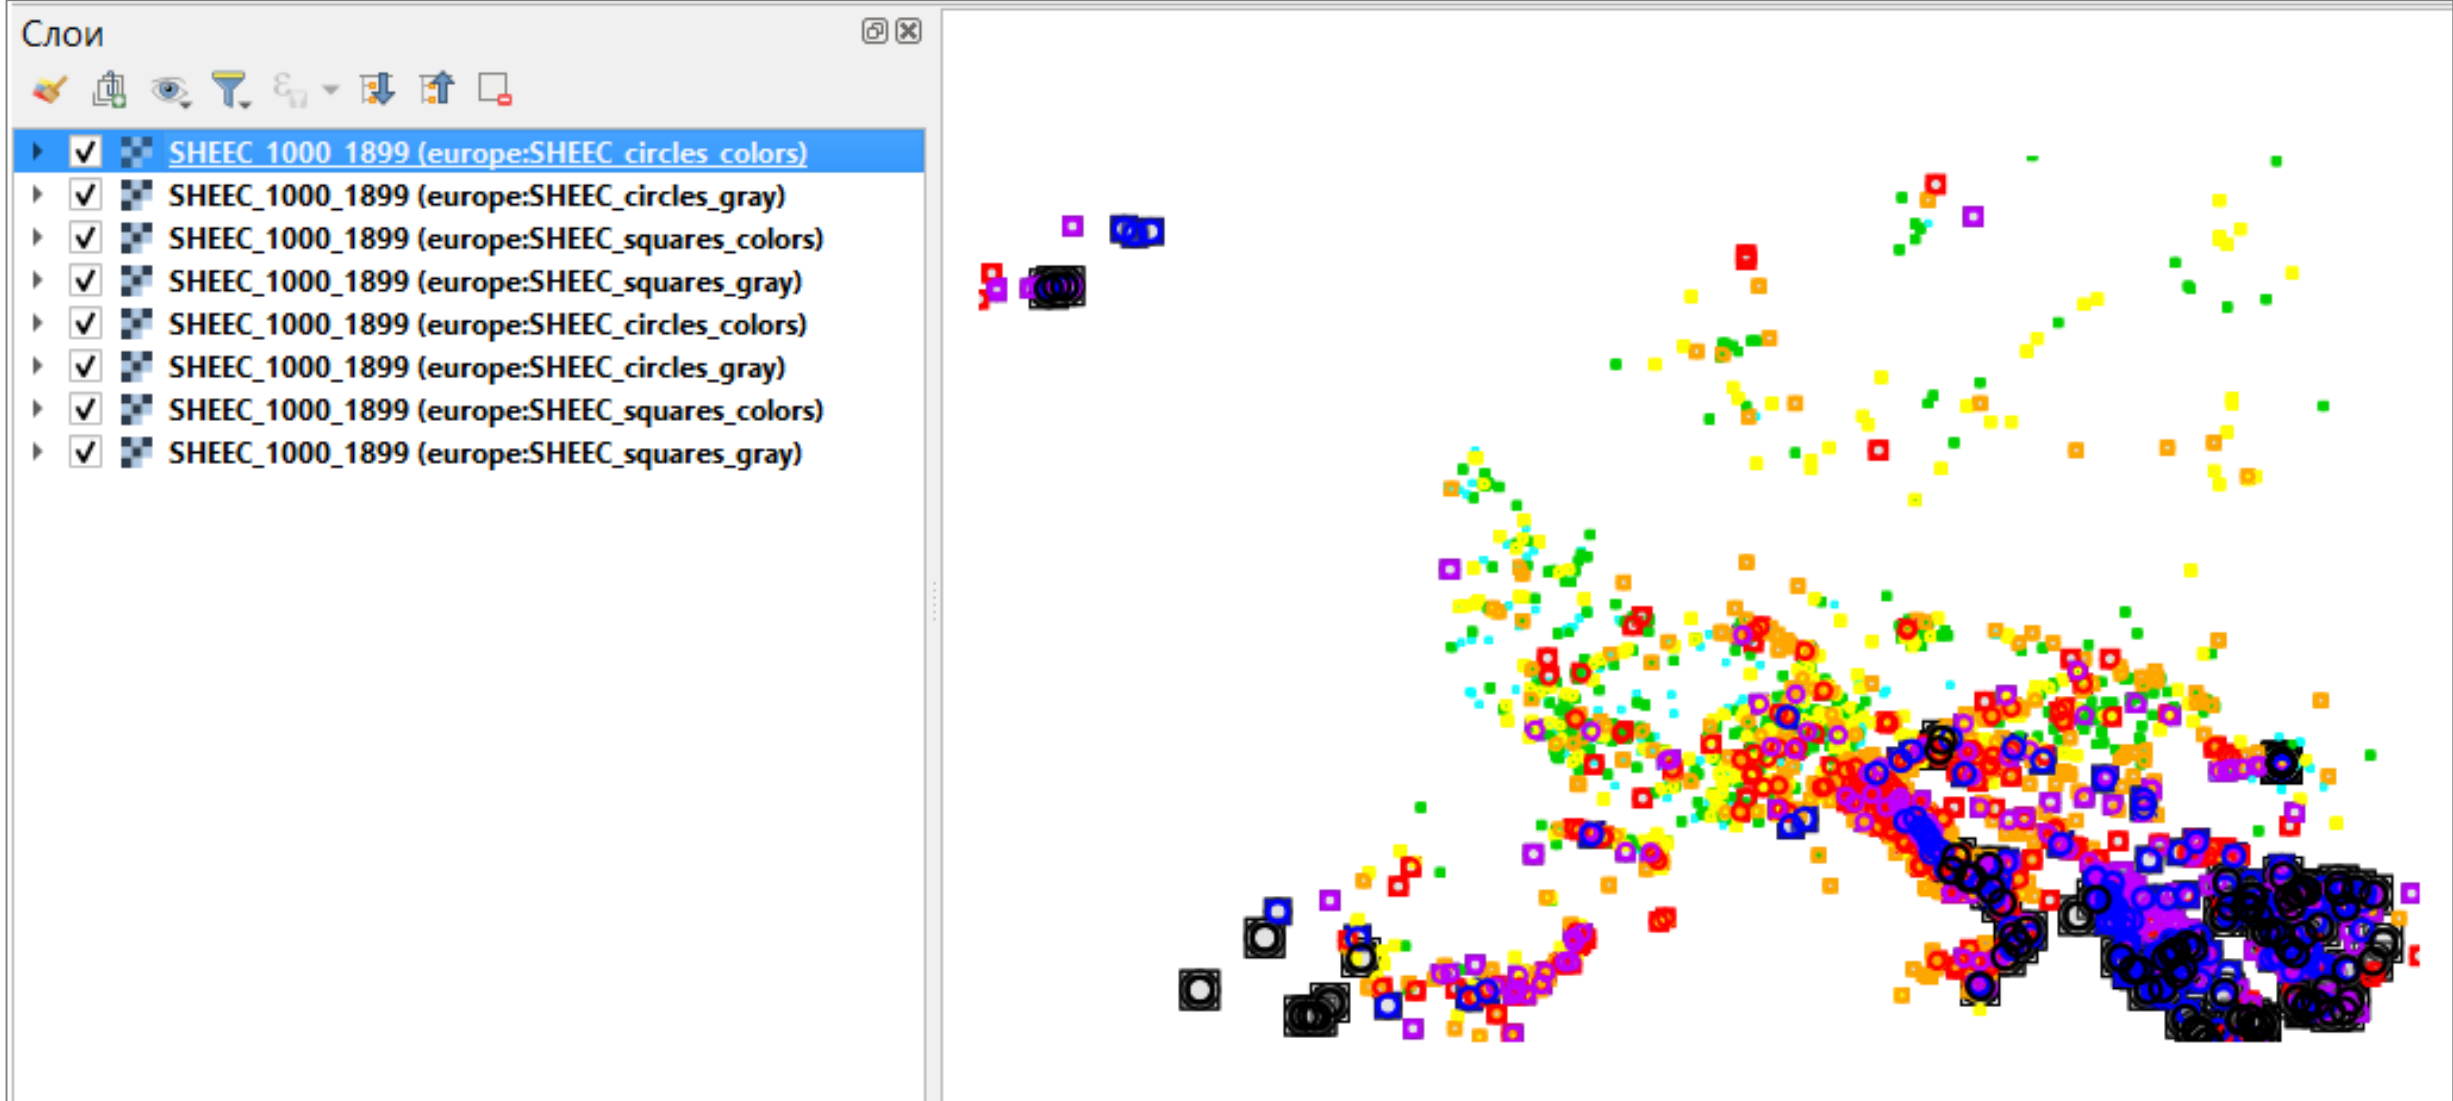 Слои
SHEEC_1000_1899 (europe:SHEEC_circles_colors)
SHEEC_1000_1899 (europe:SHEEC_circles_gray)
SHEEC_1000_1899 (europe:SHEEC_squares_colors)
SHEEC_1000_1899 (europe:SHEEC_squares_gray)
SHEEC_1000_1899 (europe:SHEEC_circles_colors)
SHEEC_1000_1899 (europe:SHEEC_circles_gray)
SHEEC_1000_1899 (europe:SHEEC_squares_colors)
SHEEC_1000_1899 (europe:SHEEC_squares_gray)